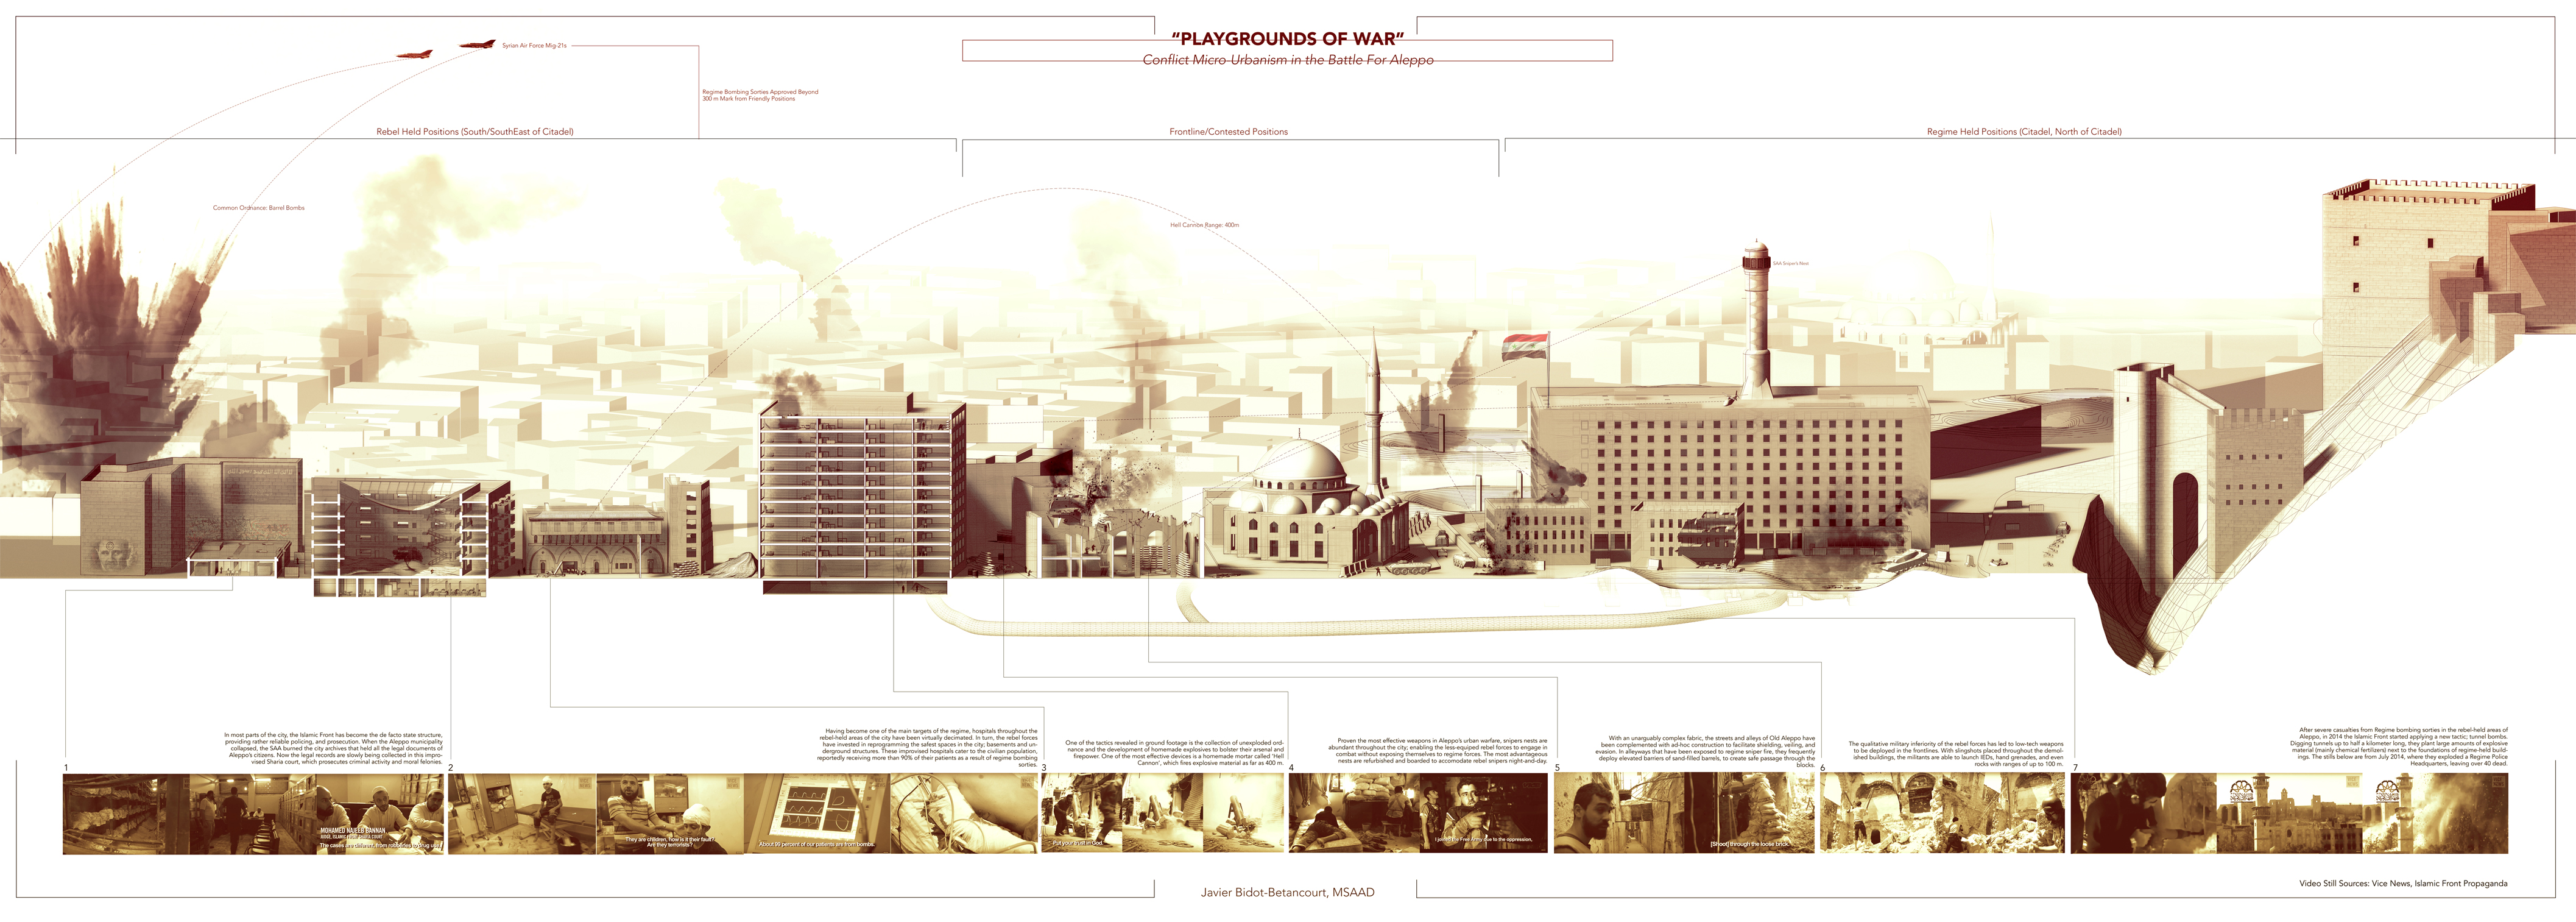 "PLAYGROUNDS OF WAR"
Conflict Micro-Urbanism in the Battle For Aleppo
Syrian Air Force Mig-21s
Regime Bombing Sorties Approved Beyond
300 m Mark from Friendly Positions
Rebel Held Positions (South/SouthEast of Citadel)
Frontline/Contested Positions
Regime Held Positions (Citadel, North of Citadel)
Common Ordnance: Barrel Bombs
Hell Cannon Range: 400m
SAA Sniper's Nest
1
In most parts of the city, the Islamic Front has become the de facto state structure,
providing rather reliable policing, and prosecution. When the Aleppo municipality
collapsed, the SAA burned the city archives that held all the legal documents of
Aleppo's citizens. Now the legal records are slowly being collected in this impro-
vised Sharia court, which prosecutes criminal activity and moral felonies.
MOHAMED NAJEEB BANNAN
JUDGE, ISLAMIC FRONT SHARIA COURT
The cases are different, from robberies to drug use.
2
Having become one of the main targets of the regime, hospitals throughout the
rebel-held areas of the city have been virtually decimated. In turn, the rebel forces
have invested in reprogramming the safest spaces in the city; basements and un-
derground structures. These improvised hospitals cater to the civilian population,
reportedly receiving more than 90% of their patients as a result of regime bombing
sorties.
They are children, how is it their fault?
Are they terrorists?
About 99 percent of our patients are from bombs.
3
One of the tactics revealed in ground footage is the collection of unexploded ord-
nance and the development of homemade explosives to bolster their arsenal and
firepower. One of the most effective devices is a homemade mortar called 'Hell
Cannon', which fires explosive material as far as 400 m.
Put your trust in God.
4
Proven the most effective weapons in Aleppo's urban warfare, snipers nests are
abundant throughout the city; enabling the less-equiped rebel forces to engage in
combat without exposing themselves to regime forces. The most advantageous
nests are refurbished and boarded to accomodate rebel snipers night-and-day.
I joined the Free Army due to the oppression.
5
With an unarguably complex fabric, the streets and alleys of Old Aleppo have
been complemented with ad-hoc construction to facilitate shielding, veiling, and
evasion. In alleyways that have been exposed to regime sniper fire, they frequently
deploy elevated barriers of sand-filled barrels, to create safe passage through the
blocks.
[Shoot] through the loose brick.
6
The qualitative military inferiority of the rebel forces has led to low-tech weapons
to be deployed in the frontlines. With slingshots placed throughout the demol-
ished buildings, the militants are able to launch IEDs, hand grenades, and even
rocks with ranges of up to 100 m.
7
After severe casualties from Regime bombing sorties in the rebel-held areas of
Aleppo, in 2014 the Islamic Front started applying a new tactic; tunnel bombs.
Digging tunnels up to half a kilometer long, they plant large amounts of explosive
material (mainly chemical fertilizer) next to the foundations of regime-held build-
ings. The stills below are from July 2014, where they exploded a Regime Police
Headquarters, leaving over 40 dead.
Javier Bidot-Betancourt, MSAAD
Video Still Sources: Vice News, Islamic Front Propaganda